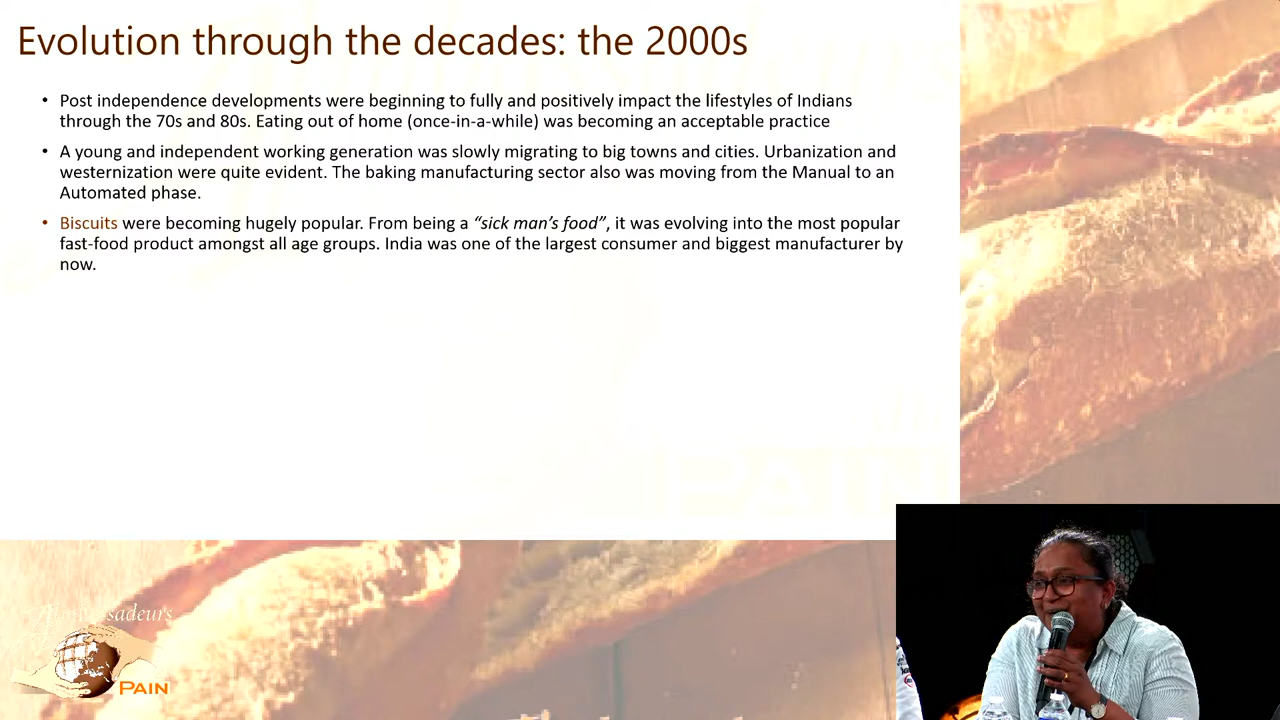 Evolution through the decades: the 2000s
• Post independence developments were beginning to fully and positively impact the lifestyles of Indians
through the 70s and 80s. Eating out of home (once-in-a-while) was becoming an acceptable practice
• A young and independent working generation was slowly migrating to big towns and cities. Urbanization and
westernization were quite evident. The baking manufacturing sector also was moving from the Manual to an
Automated phase.
• Biscuits were becoming hugely popular. From being a “sick man’s food”, it was evolving into the most popular
fast-food product amongst all age groups. India was one of the largest consumer and biggest manufacturer by
now.
PAIN
Ambassadeurs
PAIN